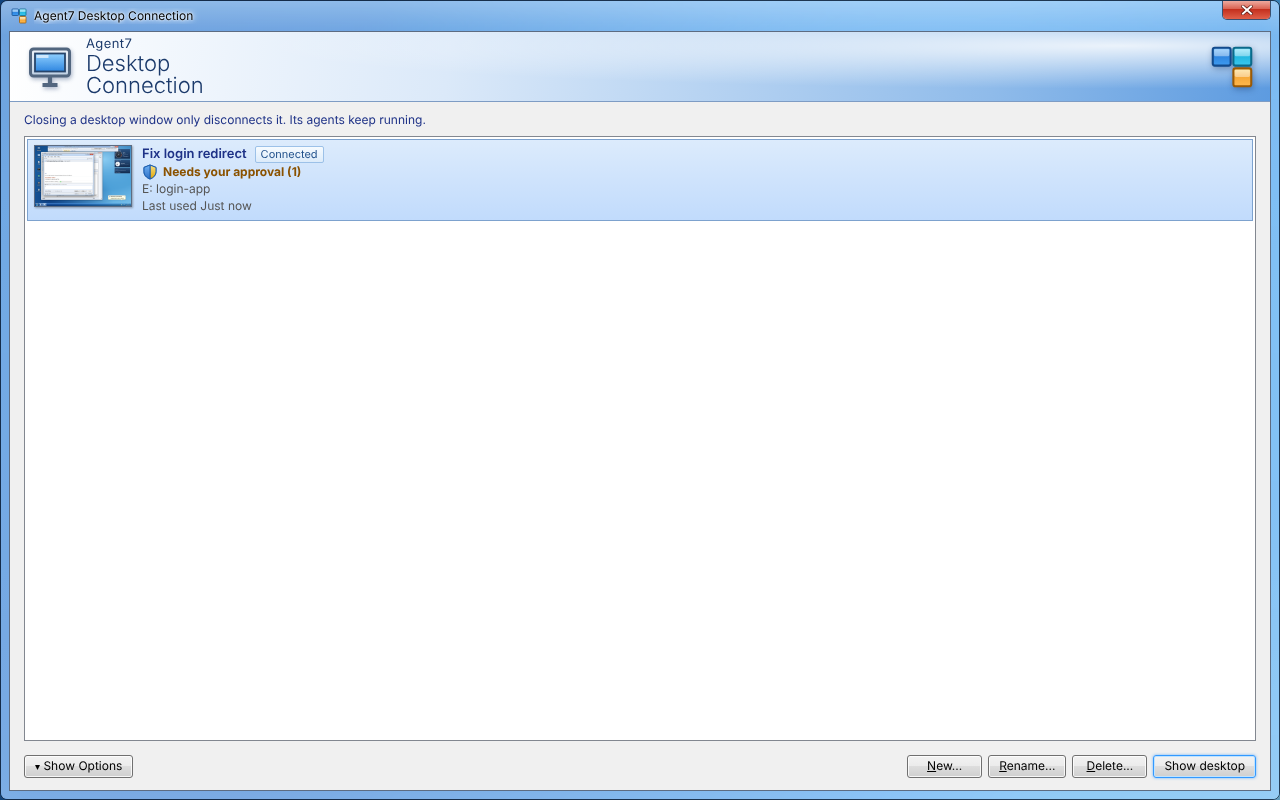 Agent7 Desktop Connection
Agent7
Desktop
Connection
Closing a desktop window only disconnects it. Its agents keep running.
Fix login redirect Connected
Needs your approval (1)
E: login-app
Last used Just now
▾ Show Options New... Rename... Delete... Show desktop